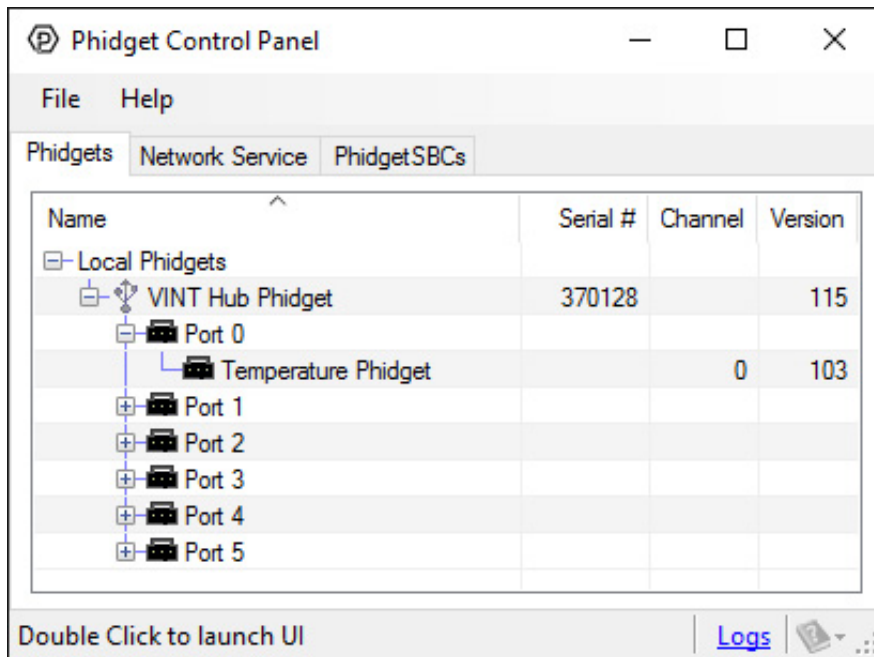 Phidget Control Panel
File Help
Phidgets Network Service PhidgetSBCs
Name Serial # Channel Version
Local Phidgets
VINT Hub Phidget 370128 115
Port 0
Temperature Phidget 0 103
Port 1
Port 2
Port 3
Port 4
Port 5
Double Click to launch UI Logs